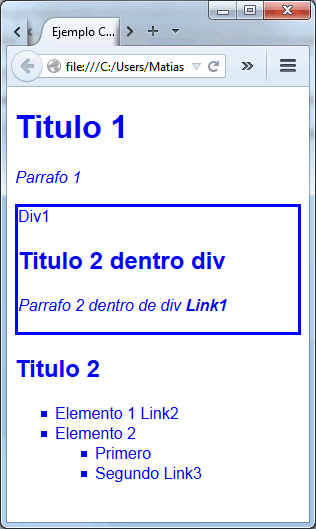 Ejemplo C...
file:///C:/Users/Matias
Titulo 1
Parrafo 1
Div1
Titulo 2 dentro div
Parrafo 2 dentro de div Link1
Titulo 2
Elemento 1 Link2
Elemento 2
Primero
Segundo Link3